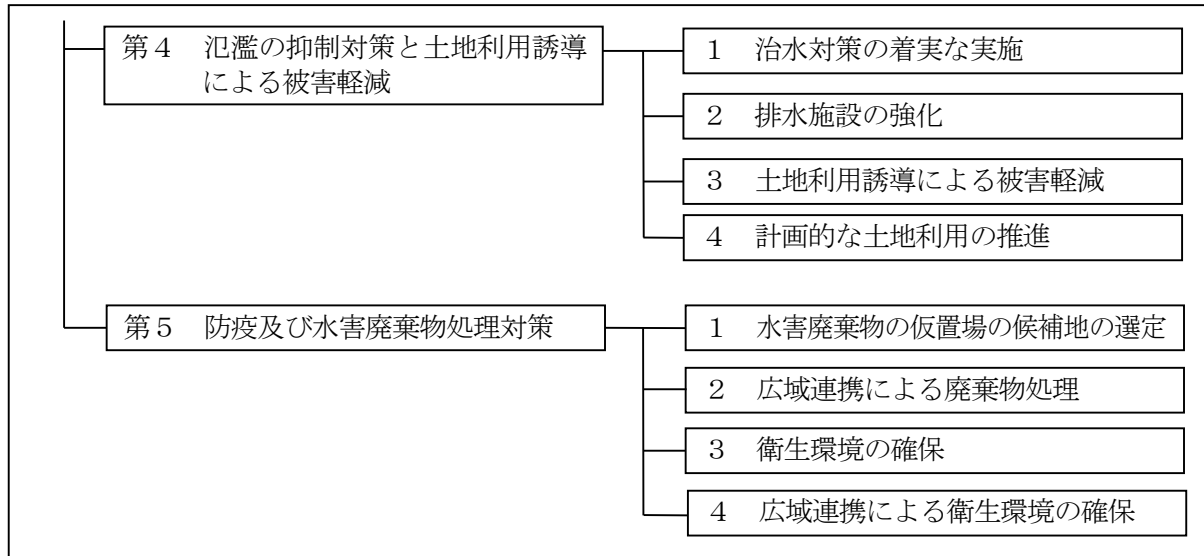 第４　氾濫の抑制対策と土地利用誘導
による被害軽減
１　治水対策の着実な実施
２　排水施設の強化
３　土地利用誘導による被害軽減
４　計画的な土地利用の推進
第５　防疫及び水害廃棄物処理対策
１　水害廃棄物の仮置場の候補地の選定
２　広域連携による廃棄物処理
３　衛生環境の確保
４　広域連携による衛生環境の確保